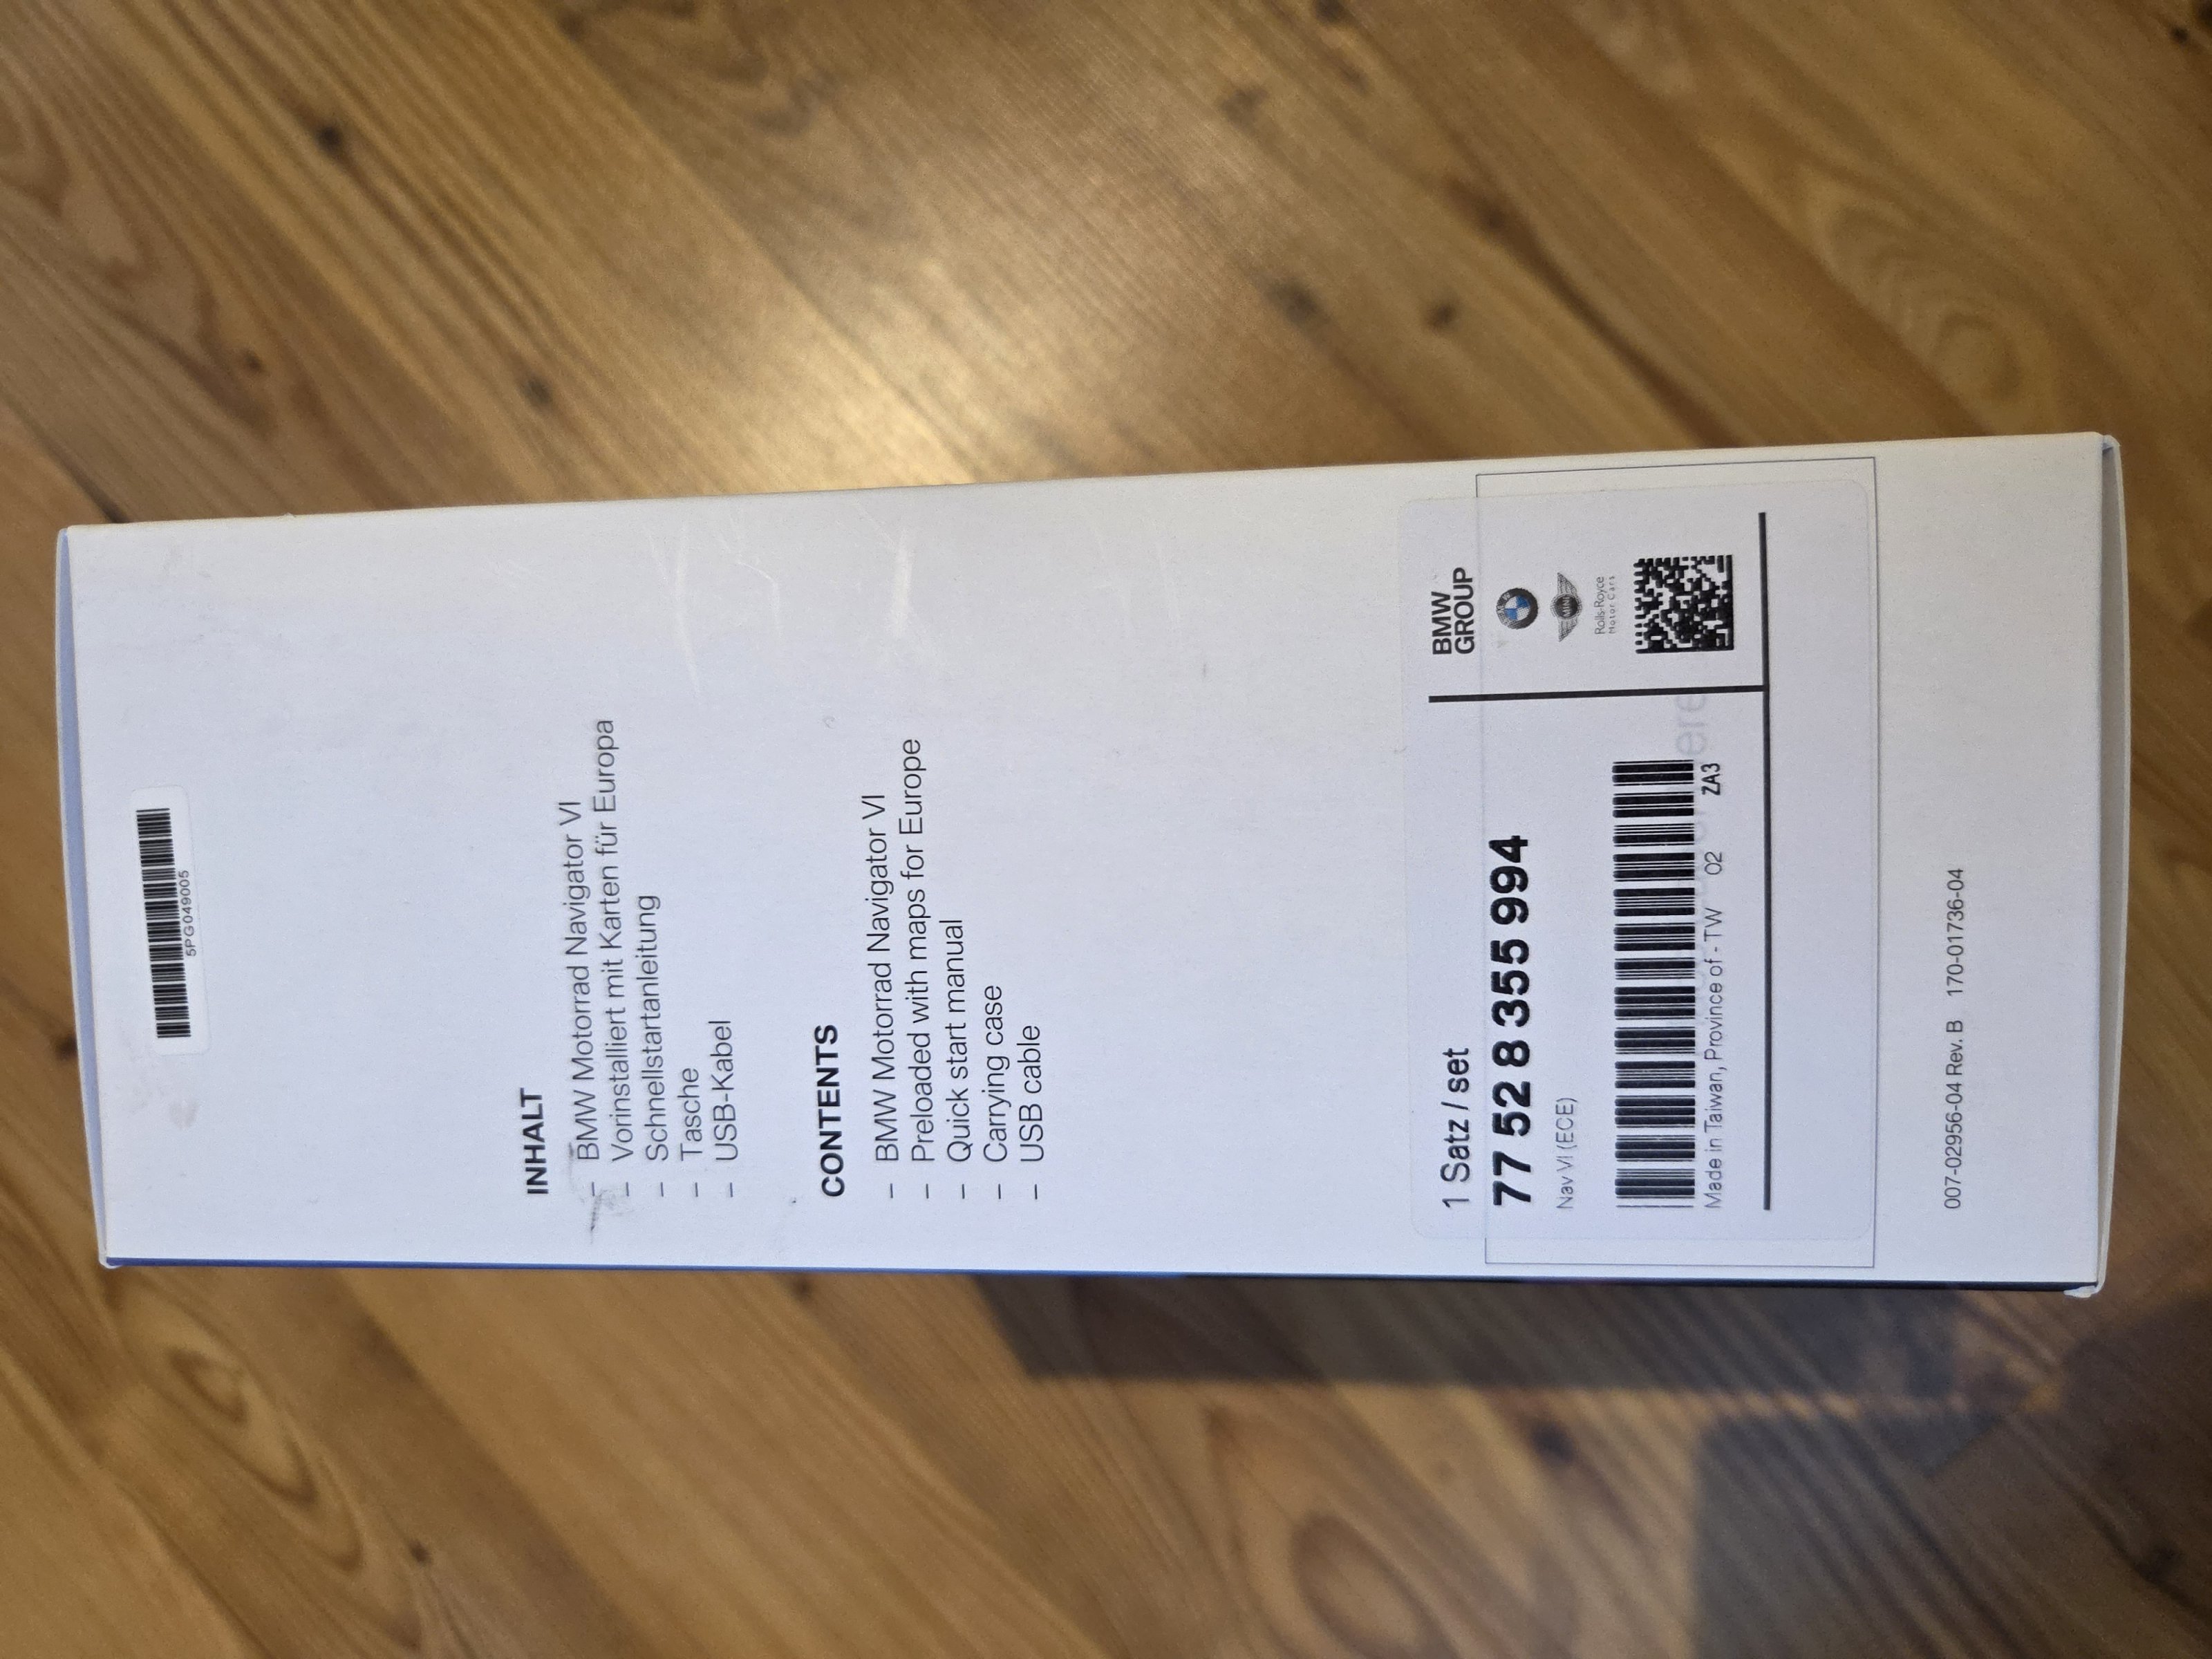 5PG049005
INHALT
– BMW Motorrad Navigator VI
– Vorinstalliert mit Karten für Europa
– Schnellstartanleitung
– Tasche
– USB-Kabel
CONTENTS
– BMW Motorrad Navigator VI
– Preloaded with maps for Europe
– Quick start manual
– Carrying case
– USB cable
1 Satz / set
77 52 8 355 994
Nav VI (ECE)
Made in Taiwan, Province of - TW 02 ZA3
BMW
GROUP
MINI
Rolls-Royce
Motor Cars
007-02956-04 Rev. B 170-01736-04